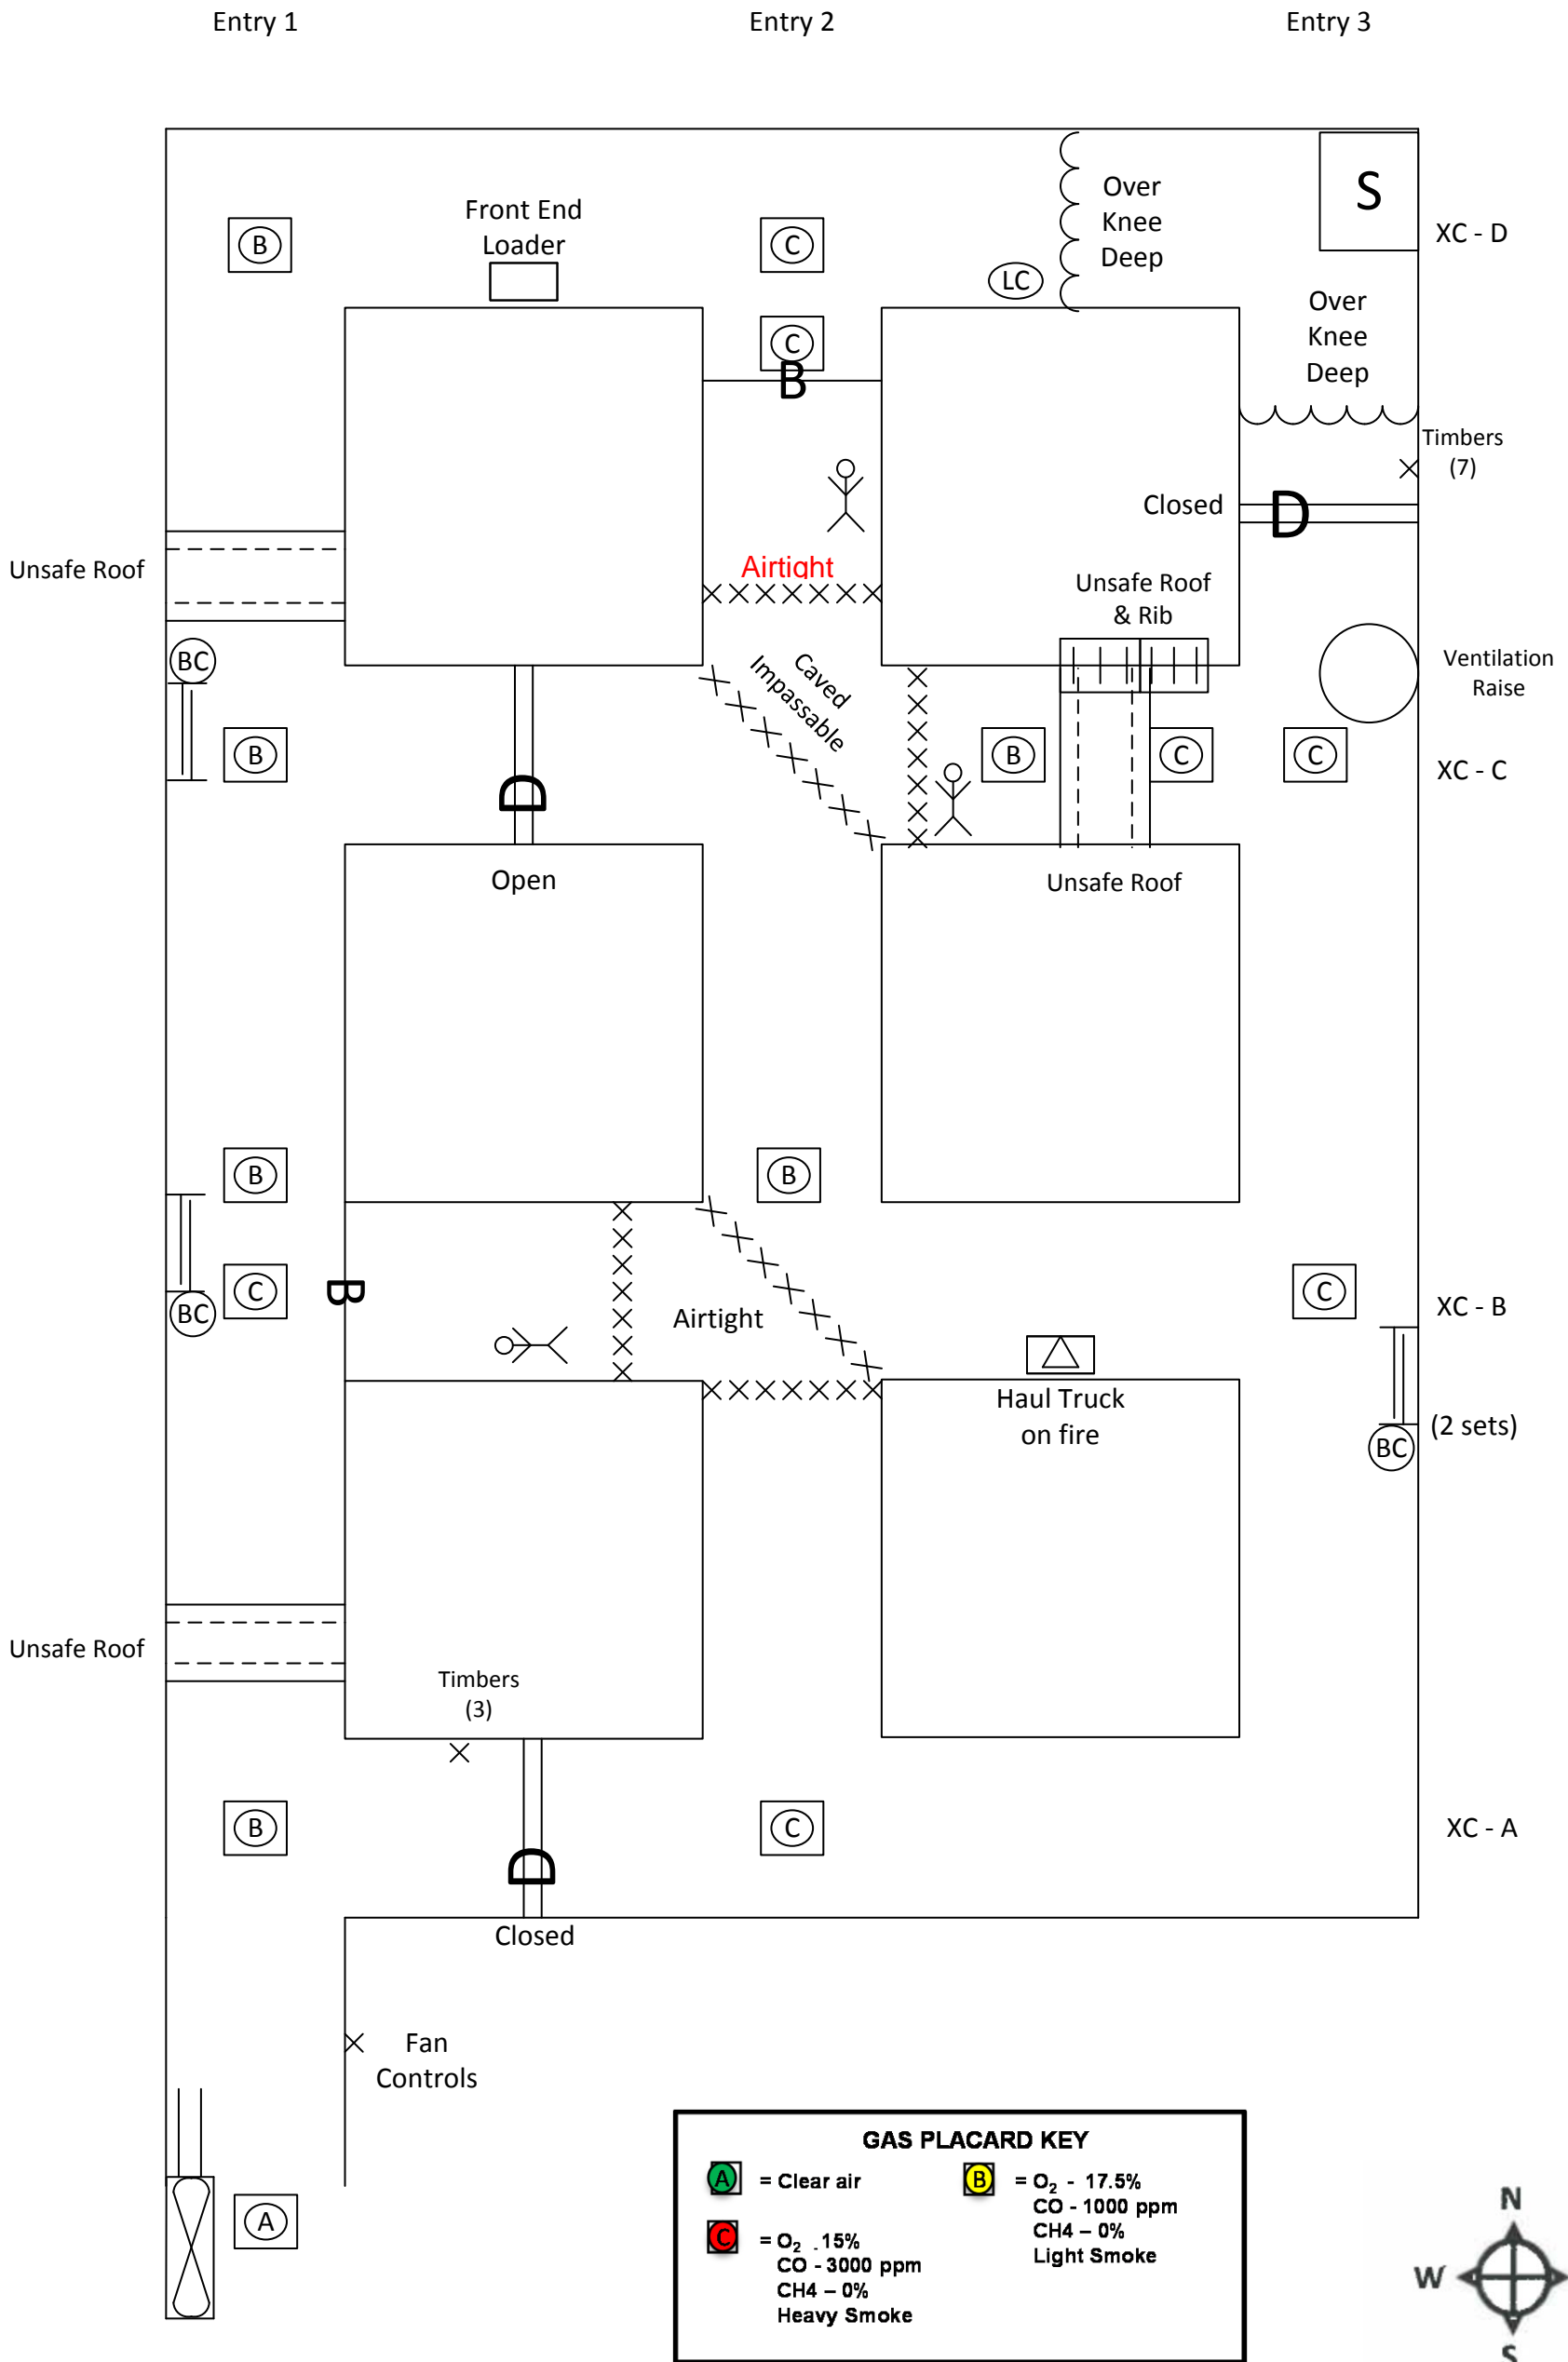 Entry 1 Entry 2 Entry 3
S
Over
Knee
Deep
XC - D
Front End
Loader
B
C
LC
Over
Knee
Deep
C
B
Timbers
(7)
Closed
D
Unsafe Roof
Airtight
Unsafe Roof
& Rib
BC
Caved
Impassable
Ventilation
Raise
B
B
C
C
XC - C
D
Open
Unsafe Roof
B
B
C
B
C
XC - B
BC
Airtight
Haul Truck
on fire
(2 sets)
BC
Unsafe Roof
Timbers
(3)
B
C
XC - A
D
Closed
Fan
Controls
A
GAS PLACARD KEY
A = Clear air
B = O2 - 17.5%
CO - 1000 ppm
CH4 – 0%
Light Smoke
C = O2 - 15%
CO - 3000 ppm
CH4 – 0%
Heavy Smoke
N
W
S